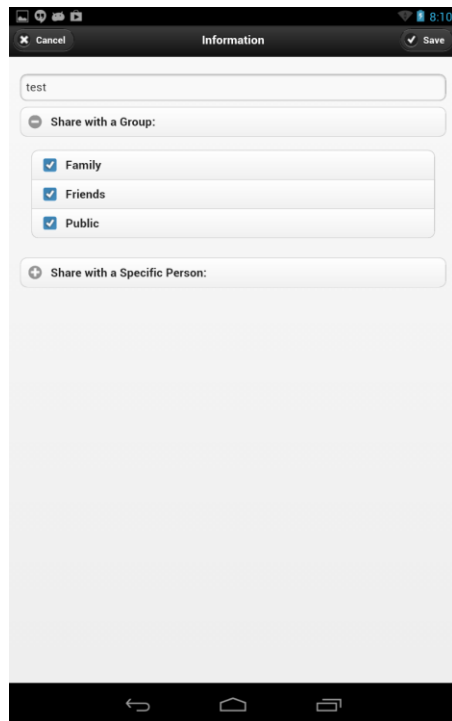 8:10
Cancel
Information
Save
test
Share with a Group:
Family
Friends
Public
Share with a Specific Person: